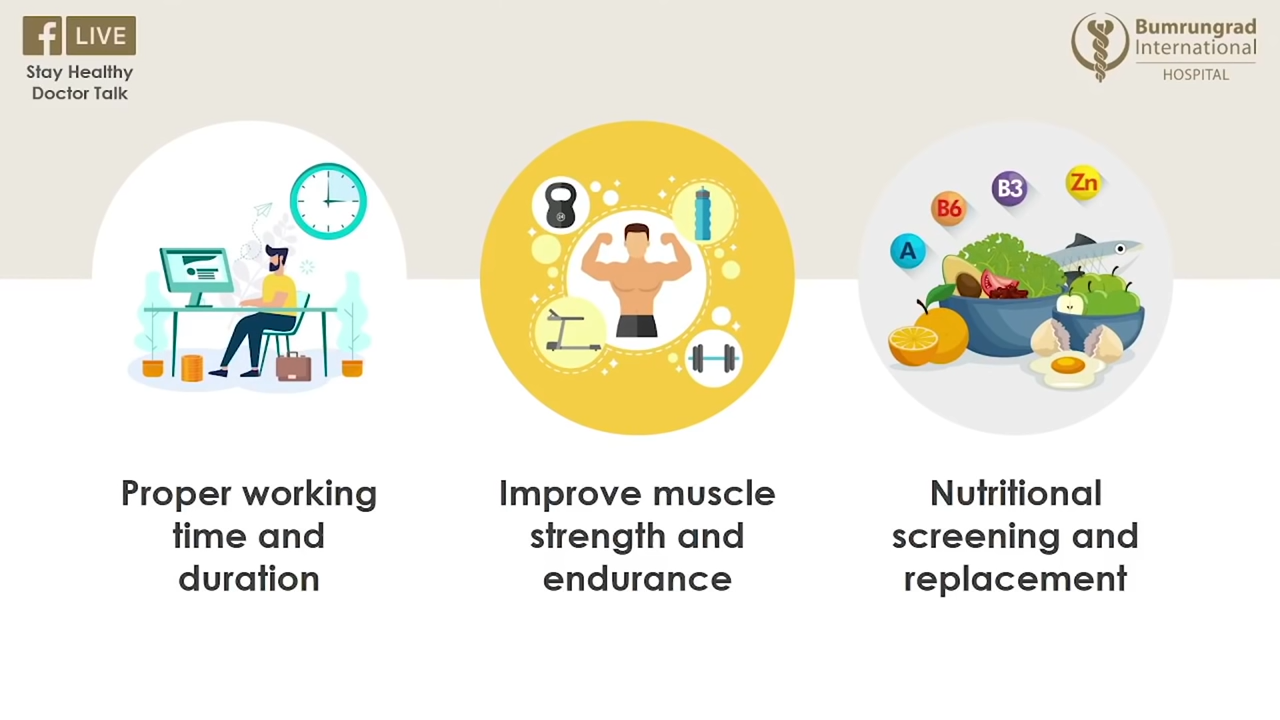 f LIVE
Stay Healthy
Doctor Talk
Bumrungrad
International
HOSPITAL
A
B6
B3
Zn
Proper working
time and
duration
Improve muscle
strength and
endurance
Nutritional
screening and
replacement